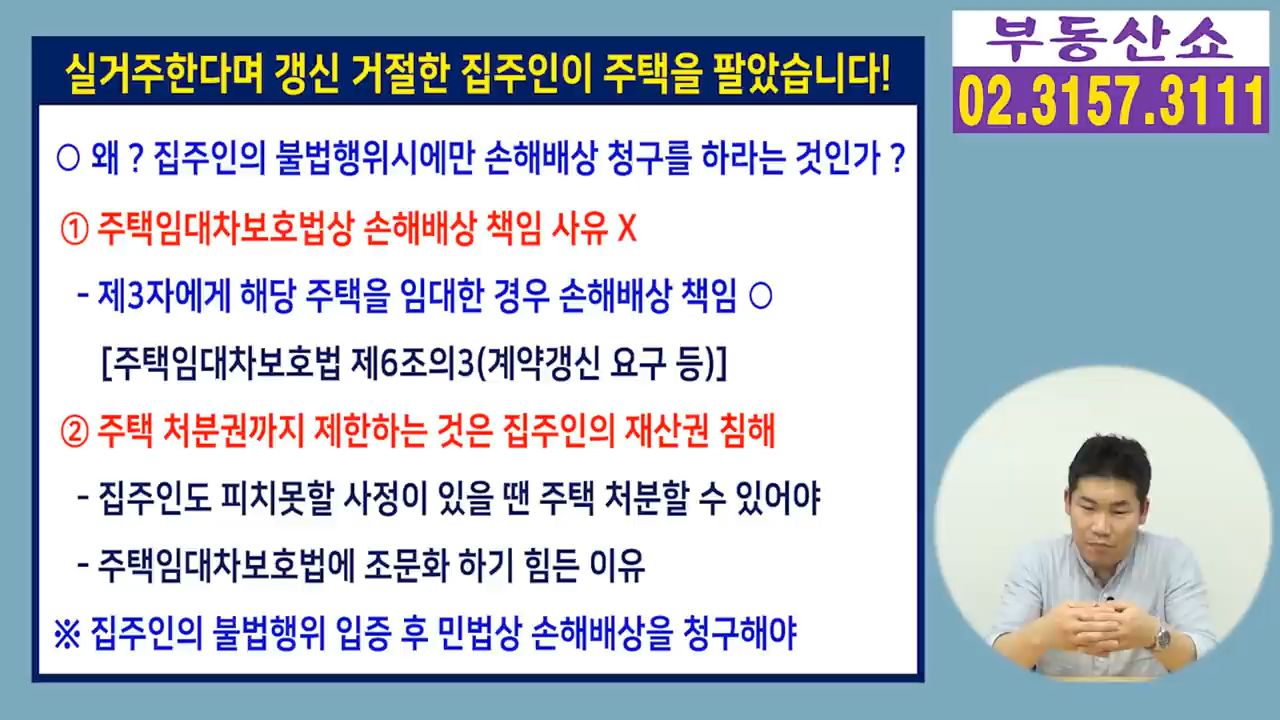 부동산쇼
02.3157.3111
실거주한다며 갱신 거절한 집주인이 주택을 팔았습니다!
○ 왜 ? 집주인의 불법행위시에만 손해배상 청구를 하라는 것인가 ?
① 주택임대차보호법상 손해배상 책임 사유 X
- 제3자에게 해당 주택을 임대한 경우 손해배상 책임 ○
[주택임대차보호법 제6조의3(계약갱신 요구 등)]
② 주택 처분권까지 제한하는 것은 집주인의 재산권 침해
- 집주인도 피치못할 사정이 있을 땐 주택 처분할 수 있어야
- 주택임대차보호법에 조문화 하기 힘든 이유
※ 집주인의 불법행위 입증 후 민법상 손해배상을 청구해야